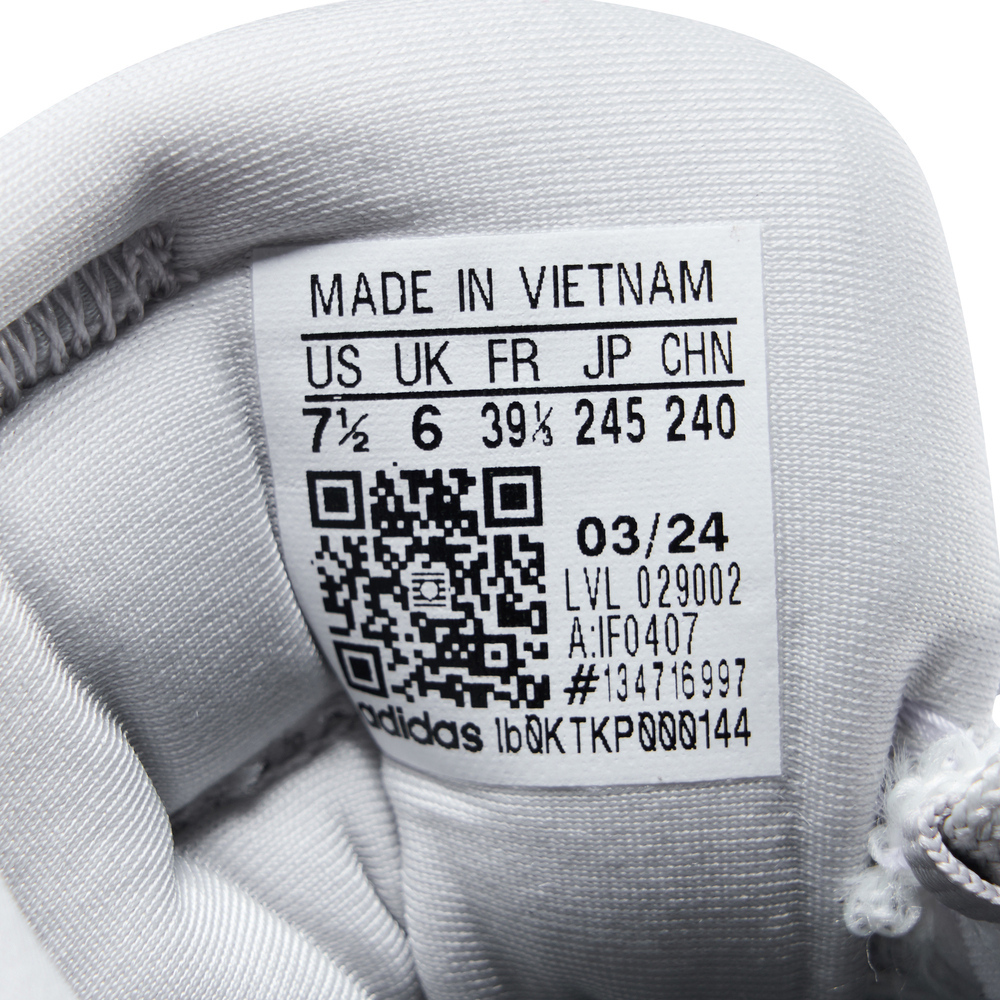 MADE IN VIETNAM
US UK FR JP CHN
7½ 6 39⅓ 245 240
03/24
LVL 029002
A:IF0407
#134716997
adidas lbØKTKPØØØ144